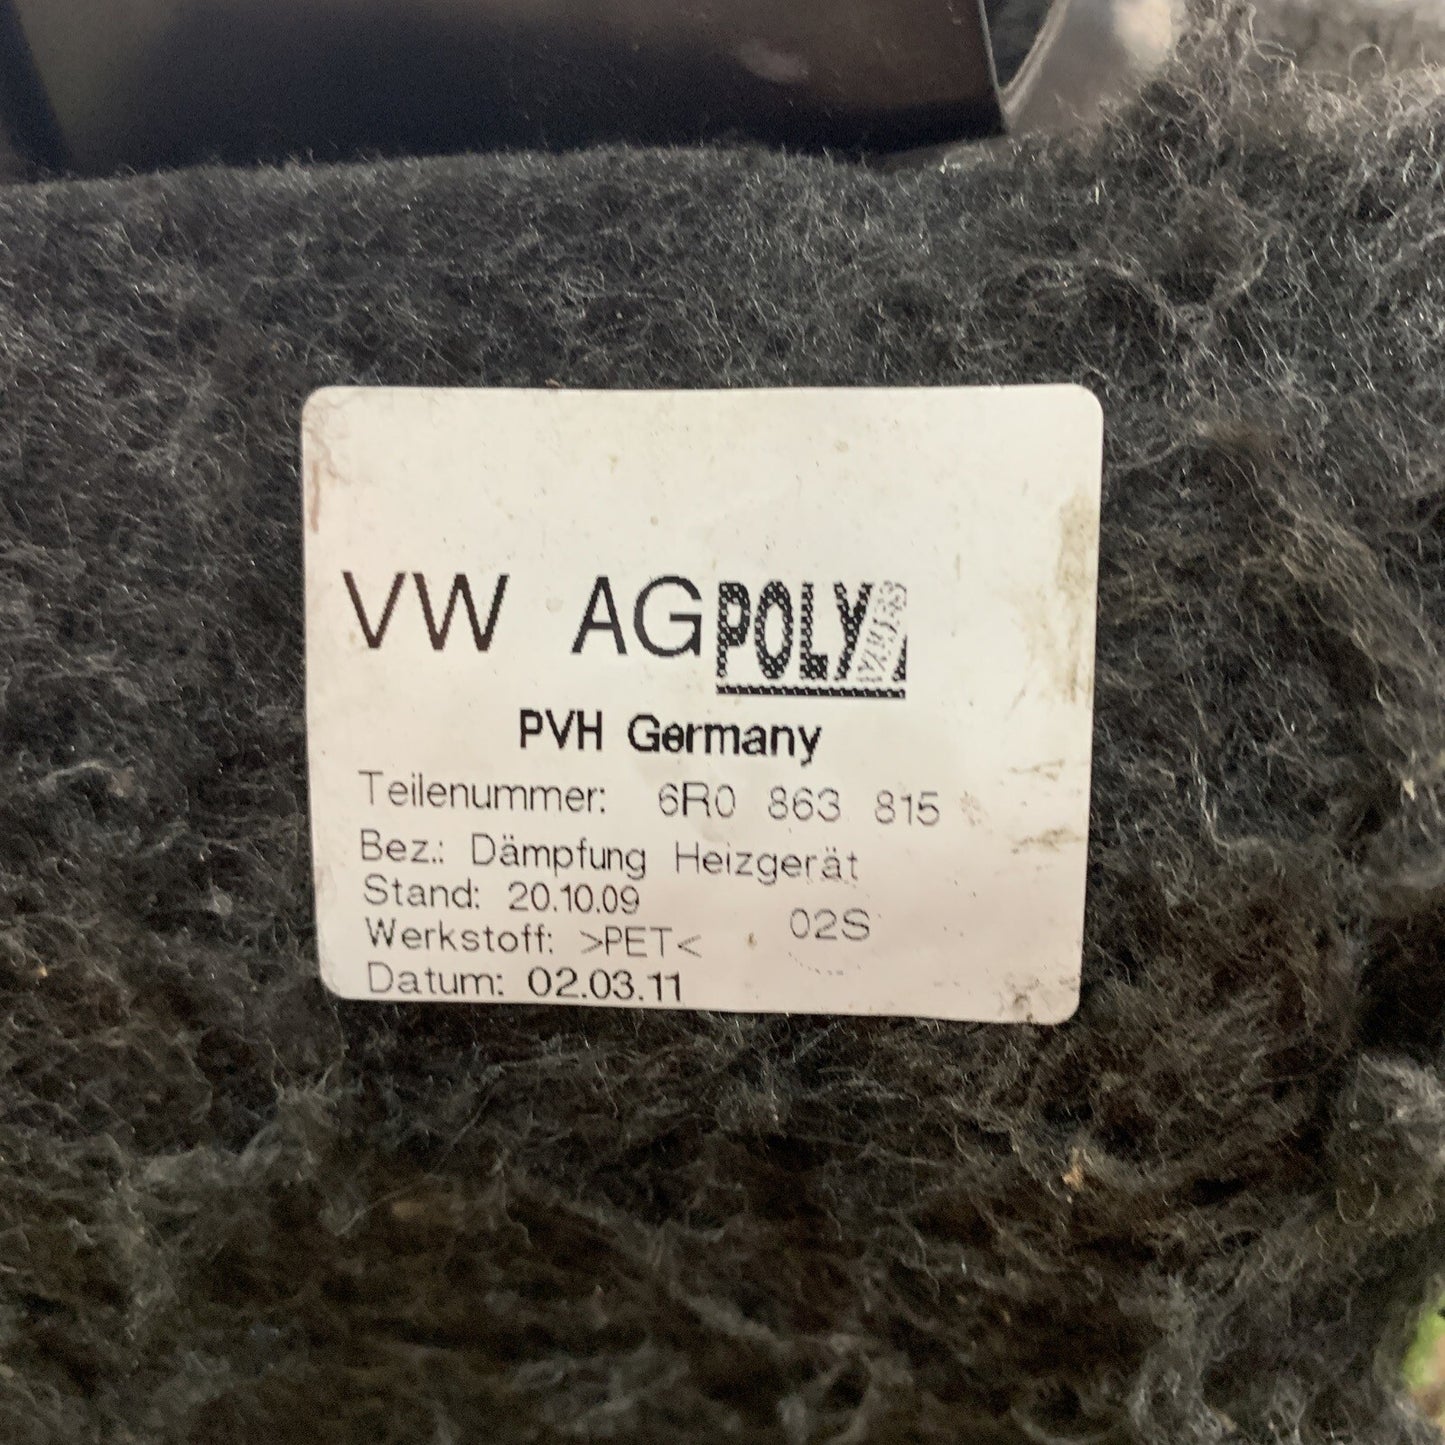 VW AG POLY
PVH Germany
Teilenummer: 6R0 863 815
Bez.: Dämpfung Heizgerät
Stand: 20.10.09
Werkstoff: >PET< 02S
Datum: 02.03.11